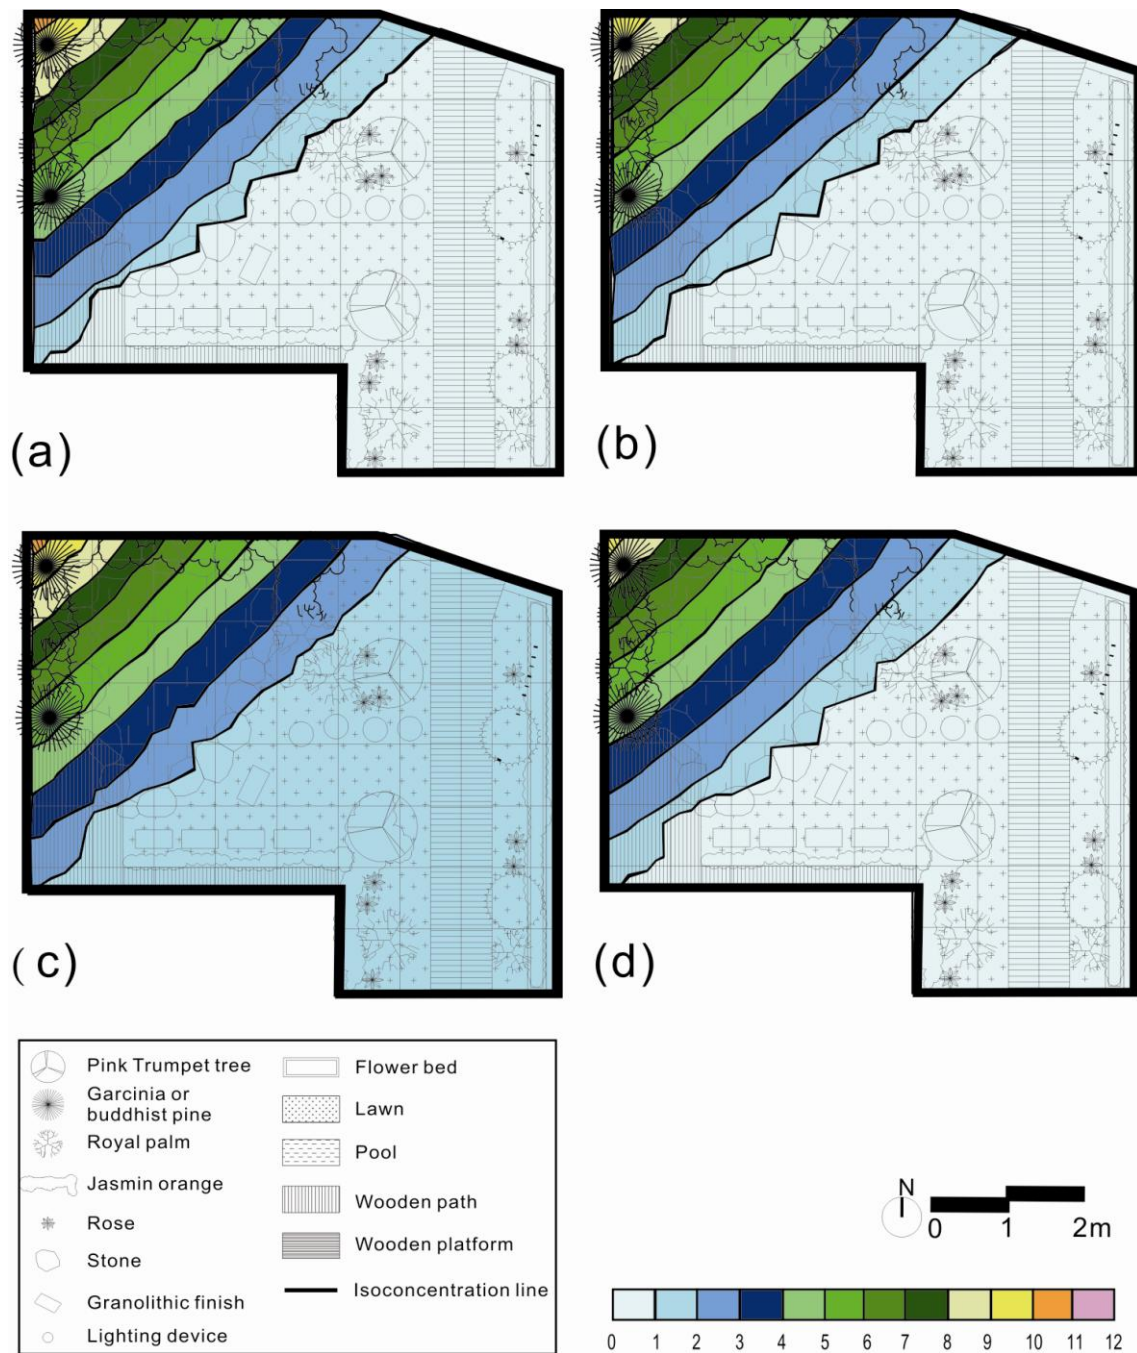 (a)
(b)
(c)
(d)
Pink Trumpet tree
Garcinia or
buddhist pine
Royal palm
Jasmin orange
Rose
Stone
Granolithic finish
Lighting device
Flower bed
Lawn
Pool
Wooden path
Wooden platform
Isoconcentration line
N
0 1 2m
0 1 2 3 4 5 6 7 8 9 10 11 12